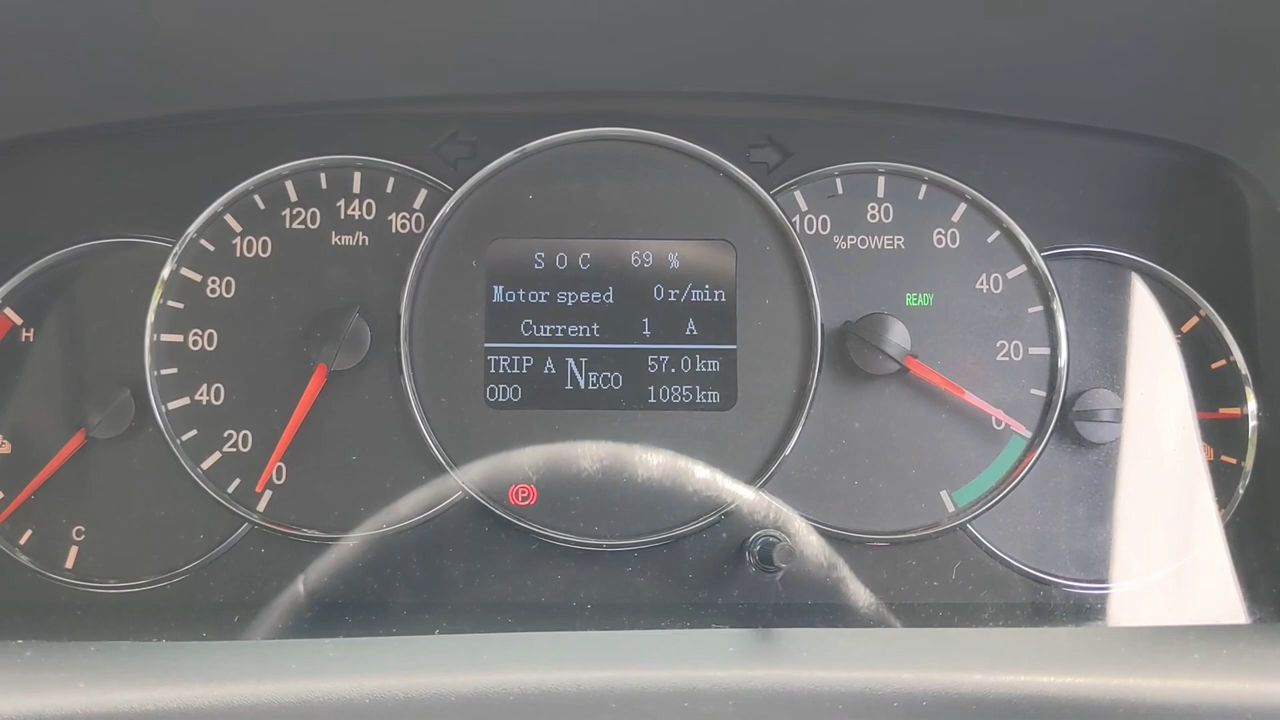 SOC 69 %
Motor speed 0 r/min
Current 1 A
TRIP A 57.0 km
NECO
ODO 1085 km
H
C
0
20
40
60
80
100
120
140
160
km/h
100
80
60
40
20
0
%POWER
READY
P